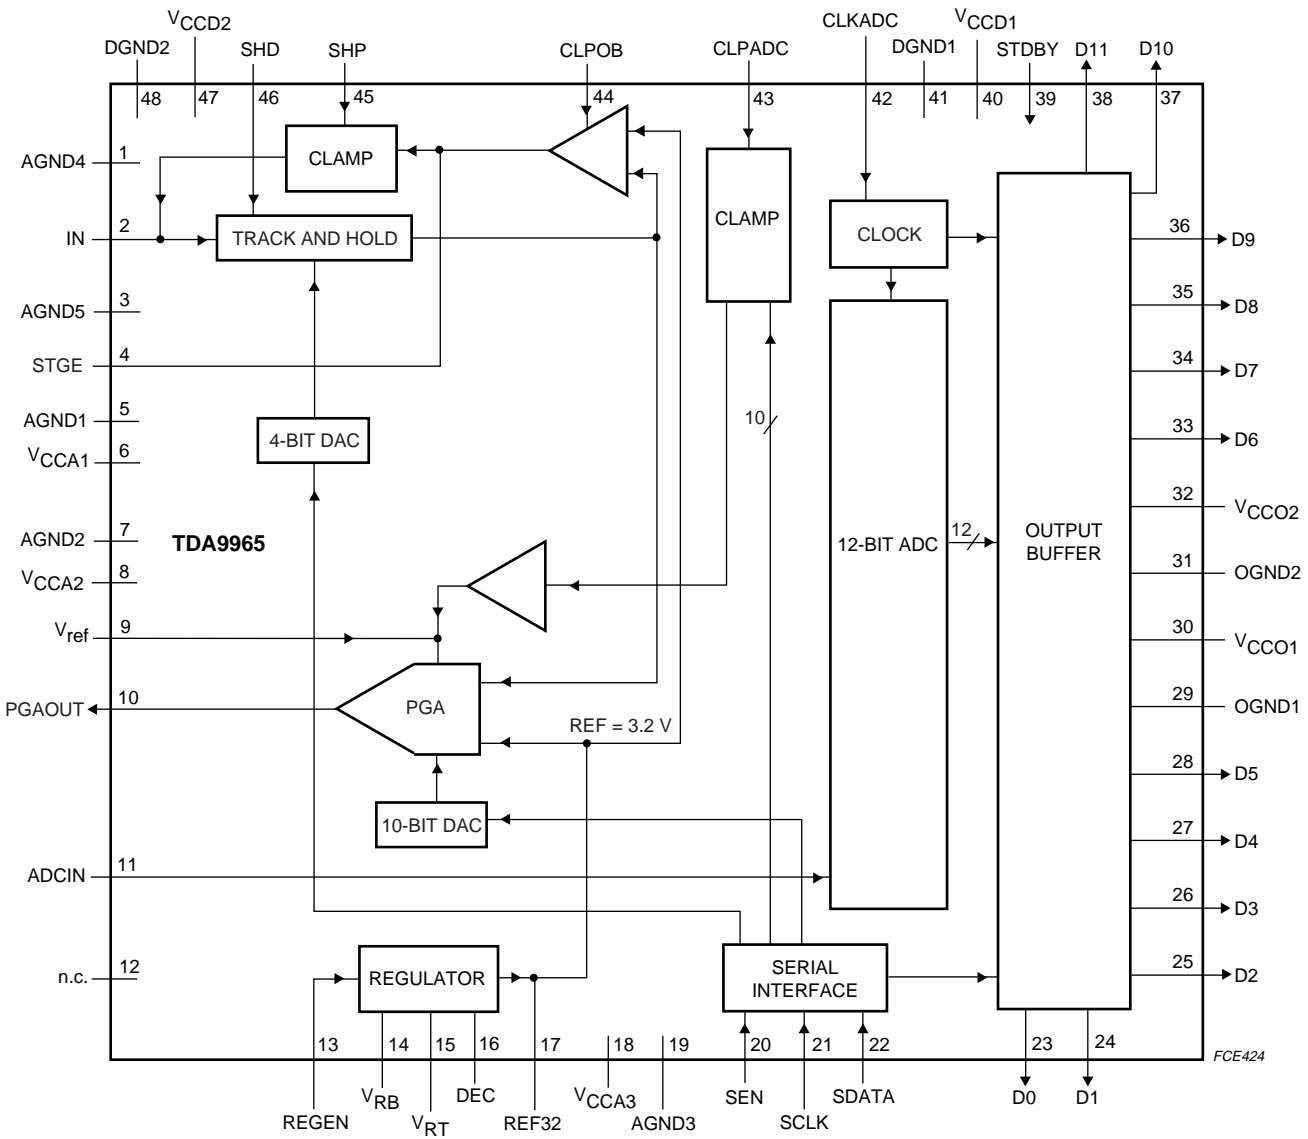 VCCD2
DGND2
SHD
SHP
CLPOB
CLPADC
CLKADC
DGND1
VCCD1
STDBY
D11
D10
48
47
46
45
44
43
42
41
40
39
38
37
AGND4
1
CLAMP
CLAMP
IN
2
TRACK AND HOLD
CLOCK
36
D9
AGND5
3
35
D8
STGE
4
34
D7
AGND1
5
10
33
D6
4-BIT DAC
VCCA1
6
32
VCCO2
AGND2
7
TDA9965
12-BIT ADC
12
OUTPUT
BUFFER
VCCA2
8
31
OGND2
Vref
9
30
VCCO1
PGAOUT
10
PGA
REF = 3.2 V
29
OGND1
28
D5
10-BIT DAC
27
D4
ADCIN
11
26
D3
n.c.
12
REGULATOR
SERIAL
INTERFACE
25
D2
13
14
15
16
17
18
19
20
21
22
23
24
FCE424
REGEN
VRB
VRT
DEC
REF32
VCCA3
AGND3
SEN
SCLK
SDATA
D0
D1